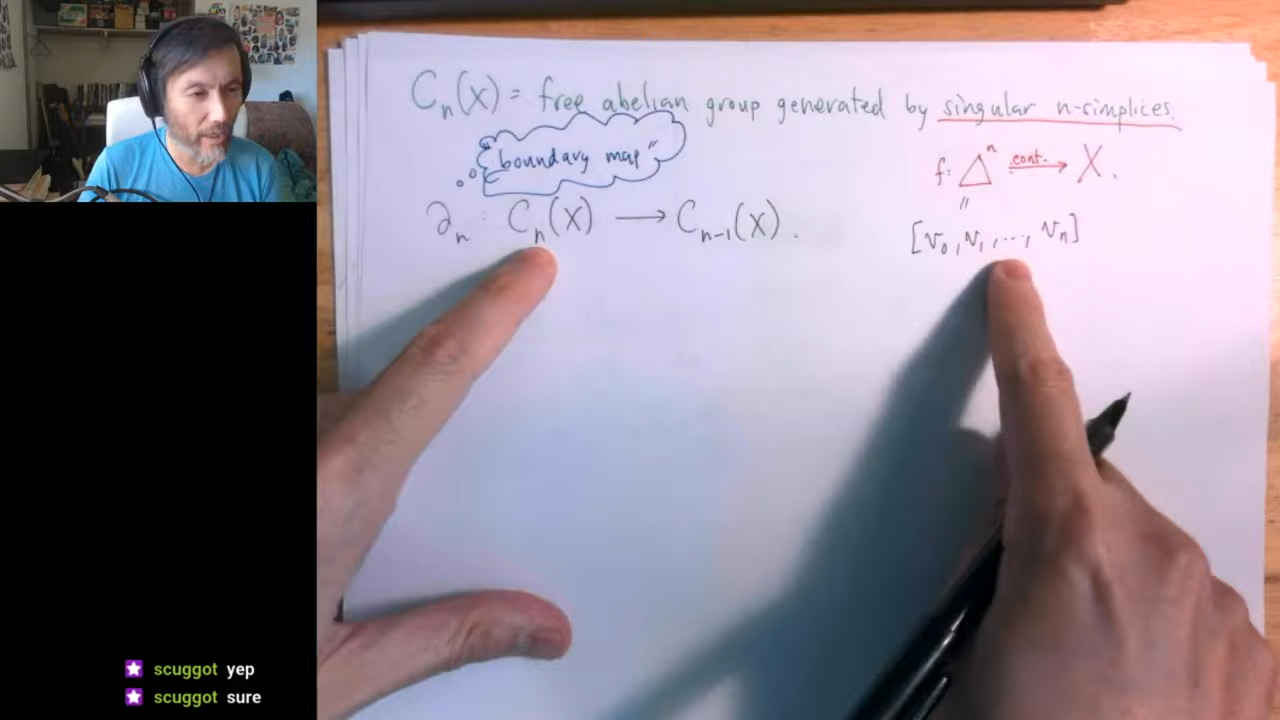 Cₙ(X) = free abelian group generated by singular n-simplices.
"boundary map"
f: Δⁿ cont. → X.
"
∂ₙ : Cₙ(X) → Cₙ₋₁(X).
[v₀, v₁, ..., vₙ]
scuggot yep
scuggot sure